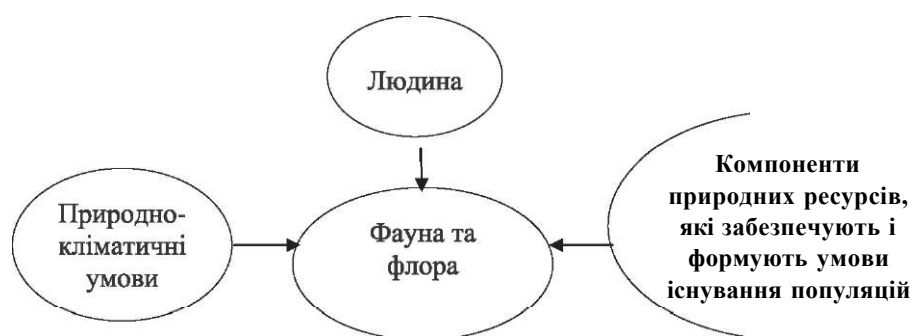 Людина
Природно-
кліматичні
умови
Фауна та
флора
Компоненти
природних ресурсів,
які забезпечують і
формують умови
існування популяцій